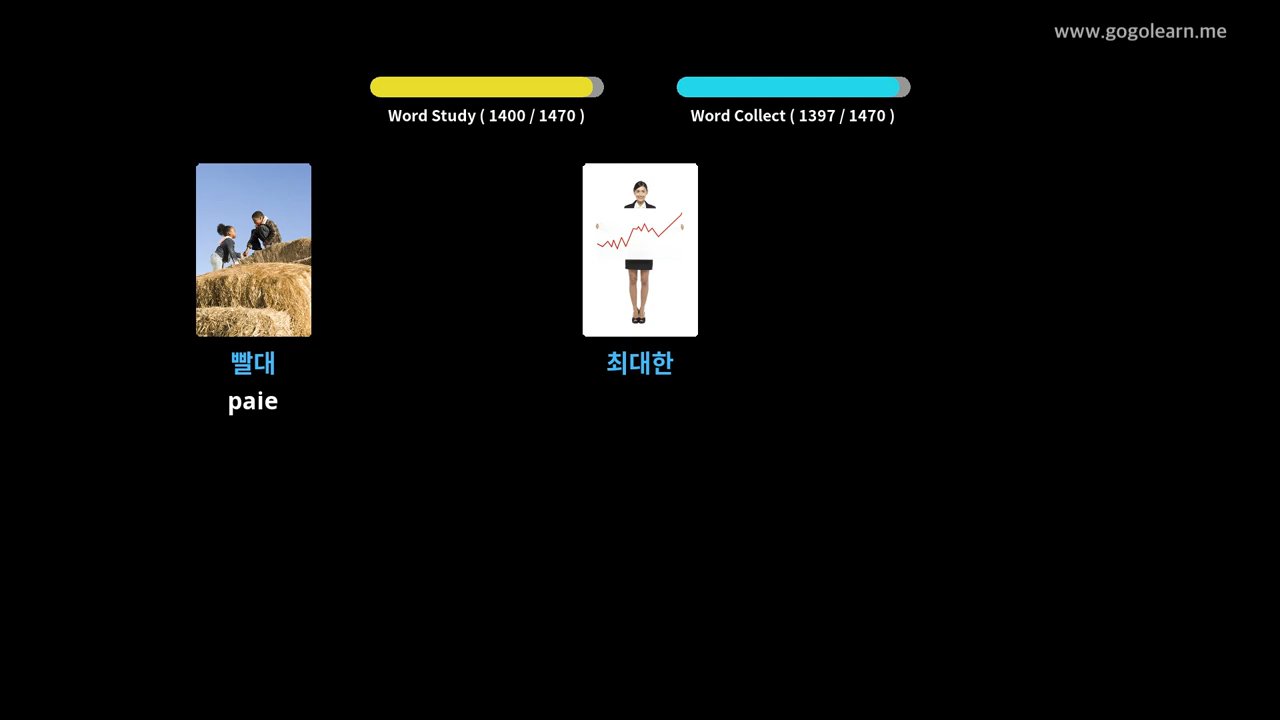 www.gogolearn.me
Word Study ( 1400 / 1470 )
Word Collect ( 1397 / 1470 )
빨대
paie
최대한